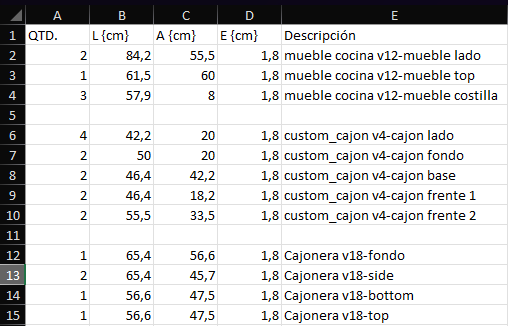 A B C D E
1 QTD. L {cm} A {cm} E {cm} Descripción
2 2 84,2 55,5 1,8 mueble cocina v12-mueble lado
3 1 61,5 60 1,8 mueble cocina v12-mueble top
4 3 57,9 8 1,8 mueble cocina v12-mueble costilla
5
6 4 42,2 20 1,8 custom_cajon v4-cajon lado
7 2 50 20 1,8 custom_cajon v4-cajon fondo
8 2 46,4 42,2 1,8 custom_cajon v4-cajon base
9 2 46,4 18,2 1,8 custom_cajon v4-cajon frente 1
10 2 55,5 33,5 1,8 custom_cajon v4-cajon frente 2
11
12 1 65,4 56,6 1,8 Cajonera v18-fondo
13 2 65,4 45,7 1,8 Cajonera v18-side
14 1 56,6 47,5 1,8 Cajonera v18-bottom
15 1 56,6 47,5 1,8 Cajonera v18-top